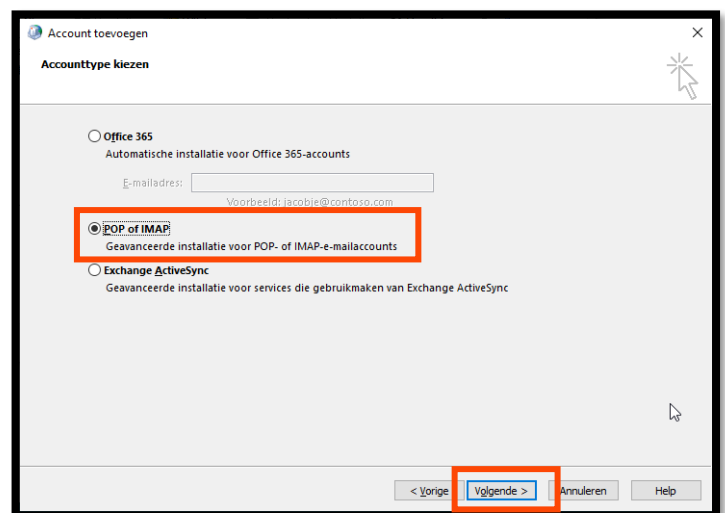 Account toevoegen
Accounttype kiezen
Office 365
Automatische installatie voor Office 365-accounts
E-mailadres:
Voorbeeld: jacobje@contoso.com
POP of IMAP
Geavanceerde installatie voor POP- of IMAP-e-mailaccounts
Exchange ActiveSync
Geavanceerde installatie voor services die gebruikmaken van Exchange ActiveSync
< Vorige Volgende > Annuleren Help